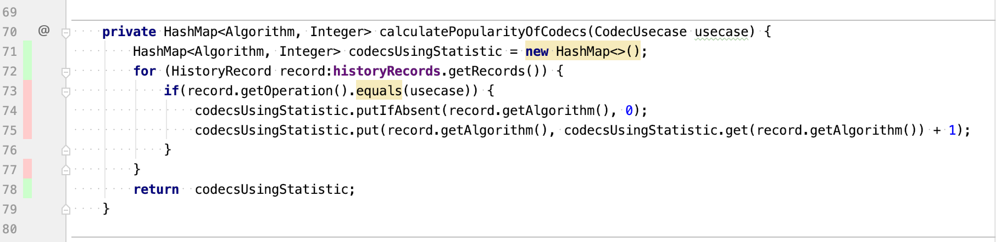 69
70 @ private HashMap<Algorithm, Integer> calculatePopularityOfCodecs(CodecUsecase usecase) {
71 HashMap<Algorithm, Integer> codecsUsingStatistic = new HashMap<>();
72 for (HistoryRecord record:historyRecords.getRecords()) {
73 if(record.getOperation().equals(usecase)) {
74 codecsUsingStatistic.putIfAbsent(record.getAlgorithm(), 0);
75 codecsUsingStatistic.put(record.getAlgorithm(), codecsUsingStatistic.get(record.getAlgorithm()) + 1);
76 }
77 }
78 return  codecsUsingStatistic;
79 }
80